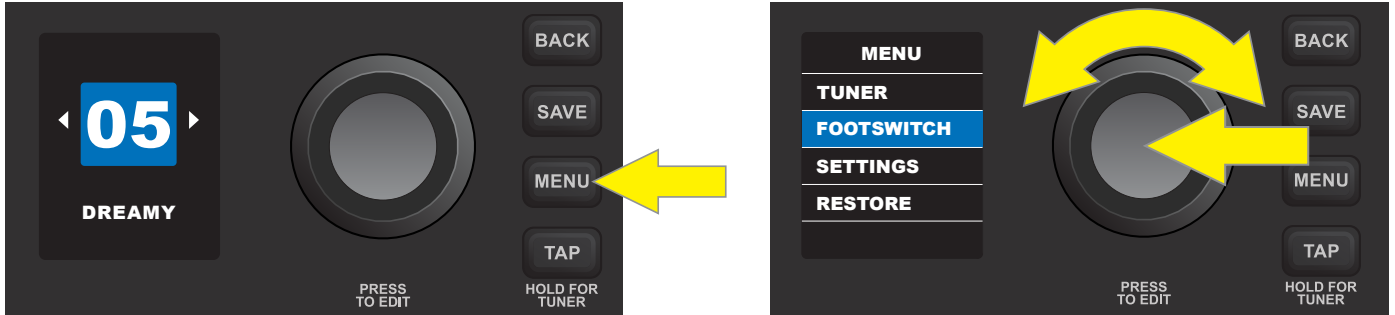 05
DREAMY
BACK
SAVE
MENU
TAP
HOLD FOR
TUNER
PRESS
TO EDIT
MENU
TUNER
FOOTSWITCH
SETTINGS
RESTORE
BACK
SAVE
MENU
TAP
HOLD FOR
TUNER
PRESS
TO EDIT